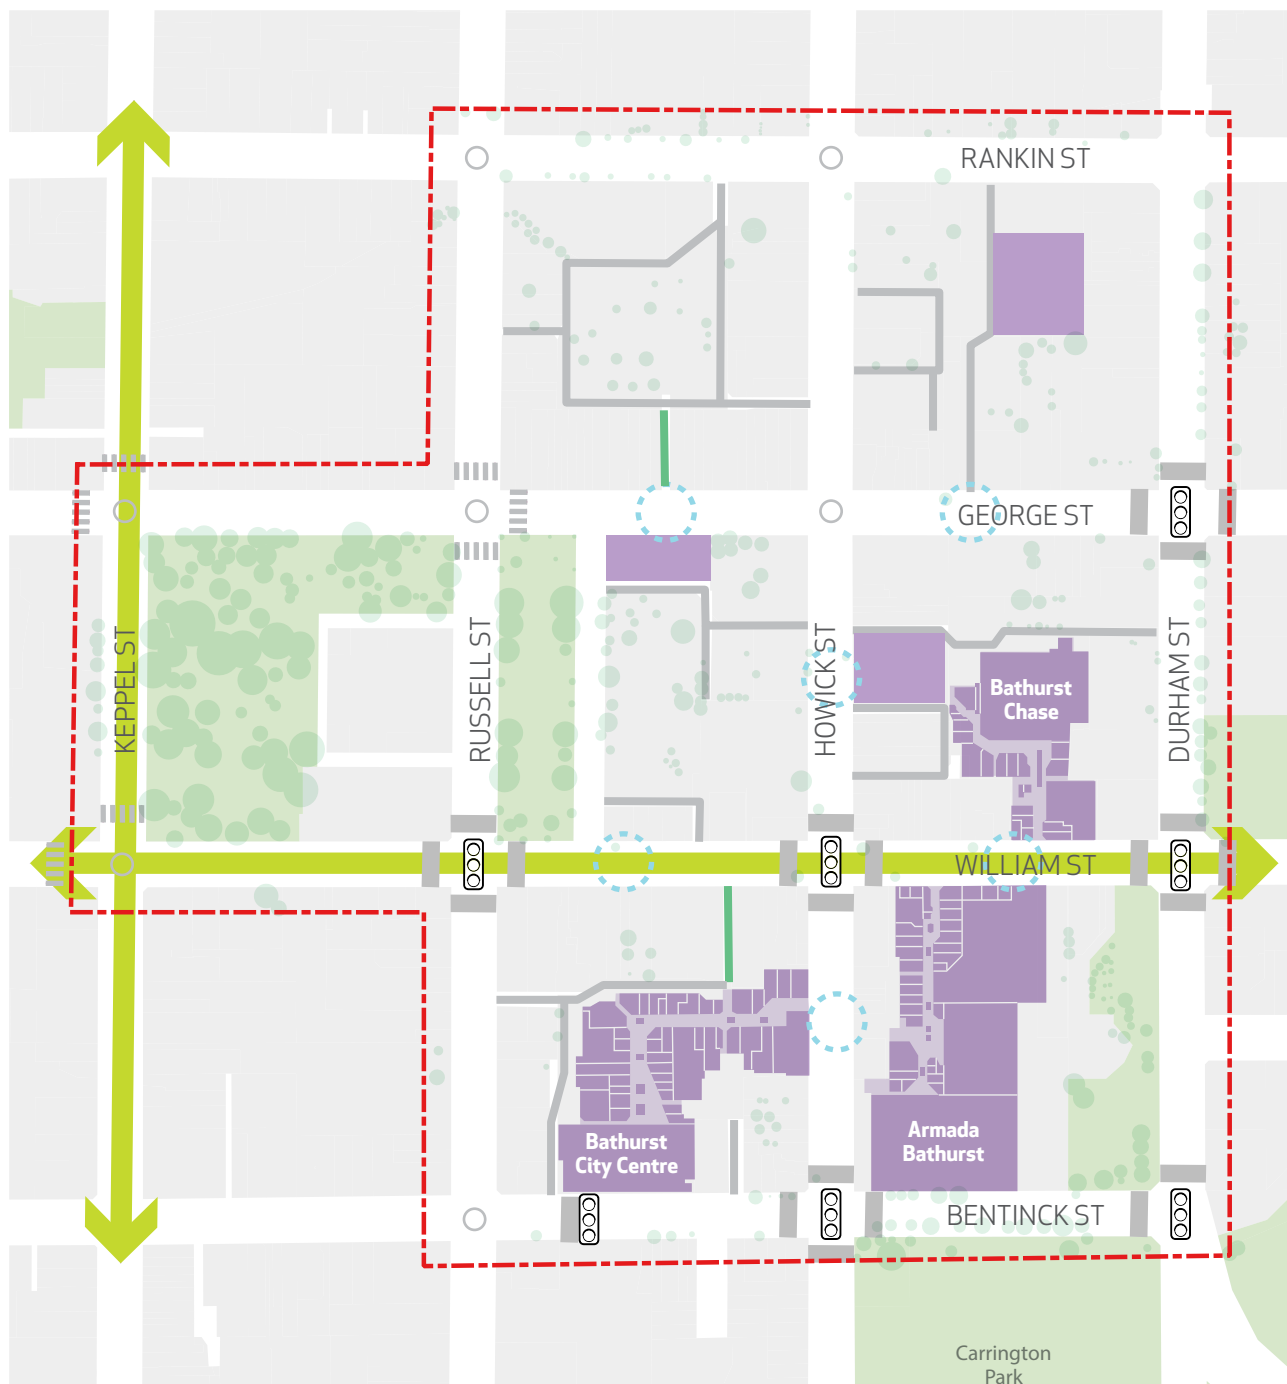 RANKIN ST
GEORGE ST
KEPPEL ST
RUSSELL ST
HOWICK ST
DURHAM ST
Bathurst
Chase
WILLIAM ST
Bathurst
City Centre
Armada
Bathurst
BENTINCK ST
Carrington
Park